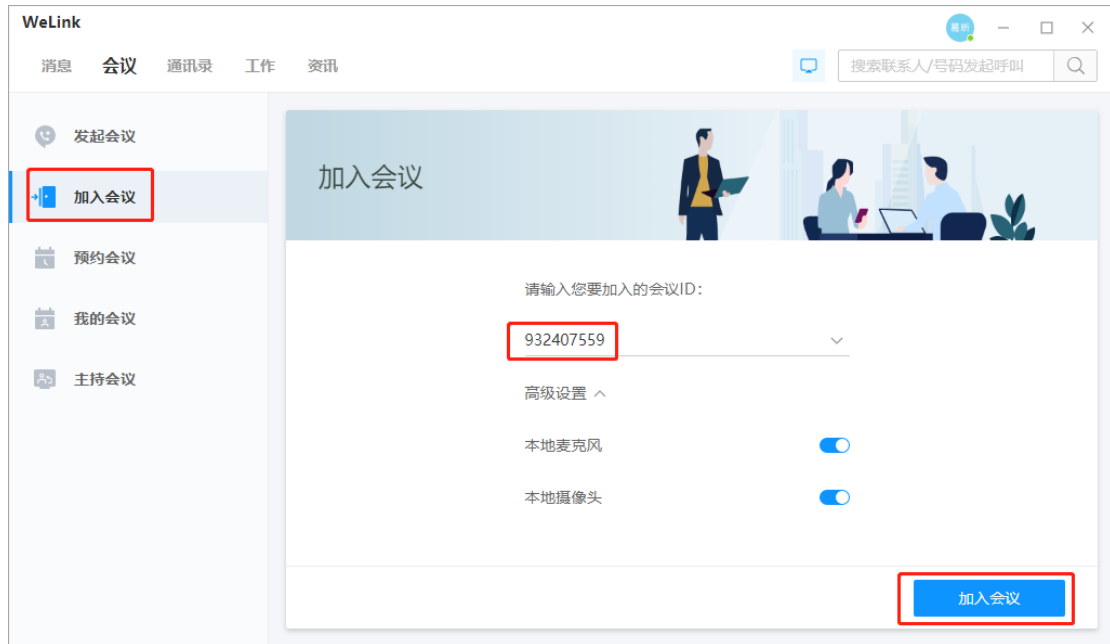 WeLink
消息 会议 通讯录 工作 资讯
搜索联系人/号码发起呼叫
发起会议
加入会议
预约会议
我的会议
主持会议
加入会议
请输入您要加入的会议ID：
932407559
高级设置
本地麦克风
本地摄像头
加入会议